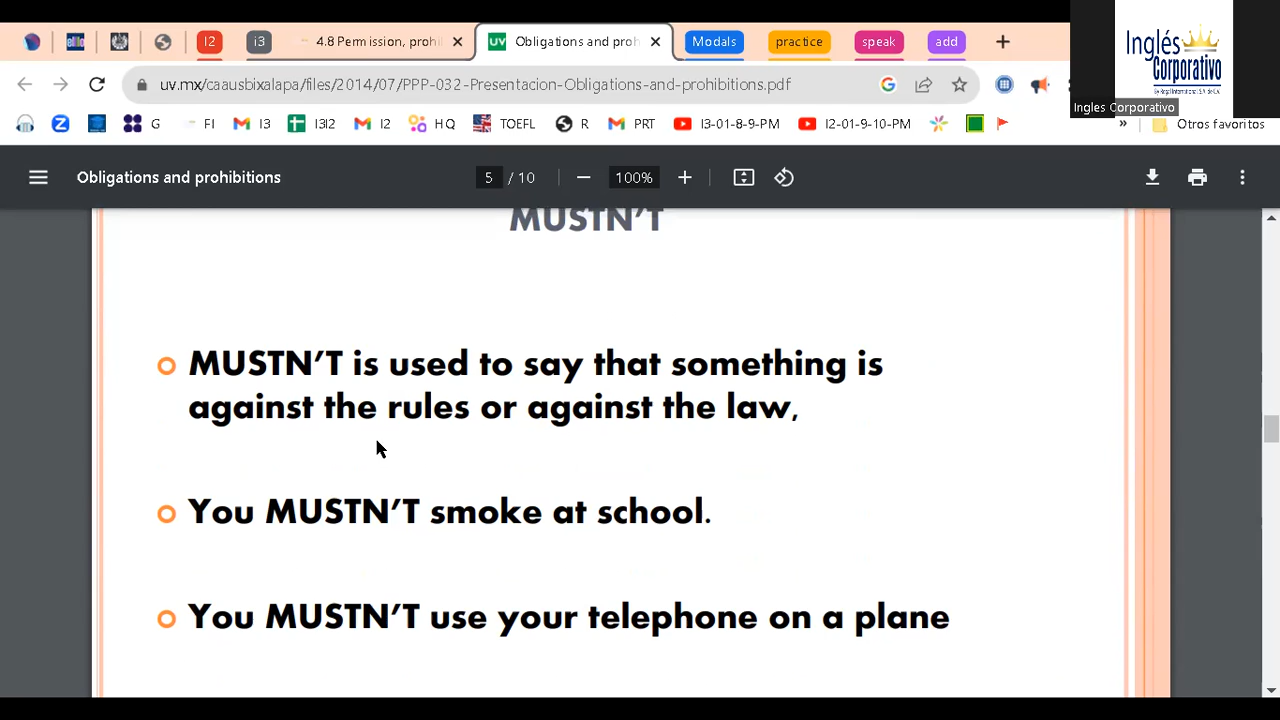 I2
i3
4.8 Permission, prohi
UV
Obligations and proh
Modals
practice
speak
add
Inglés
Corporativo
Ingles Corporativo
uv.mx/caausbixalapa/files/2014/07/PPP-032-Presentacion-Obligations-and-prohibitions.pdf
G
FI
I3
I3I2
I2
HQ
TOEFL
R
PRT
I3-01-8-9-PM
I2-01-9-10-PM
»
Otros favoritos
Obligations and prohibitions
5 / 10
100%
MUSTN'T
MUSTN'T is used to say that something is
against the rules or against the law,
You MUSTN'T smoke at school.
You MUSTN'T use your telephone on a plane